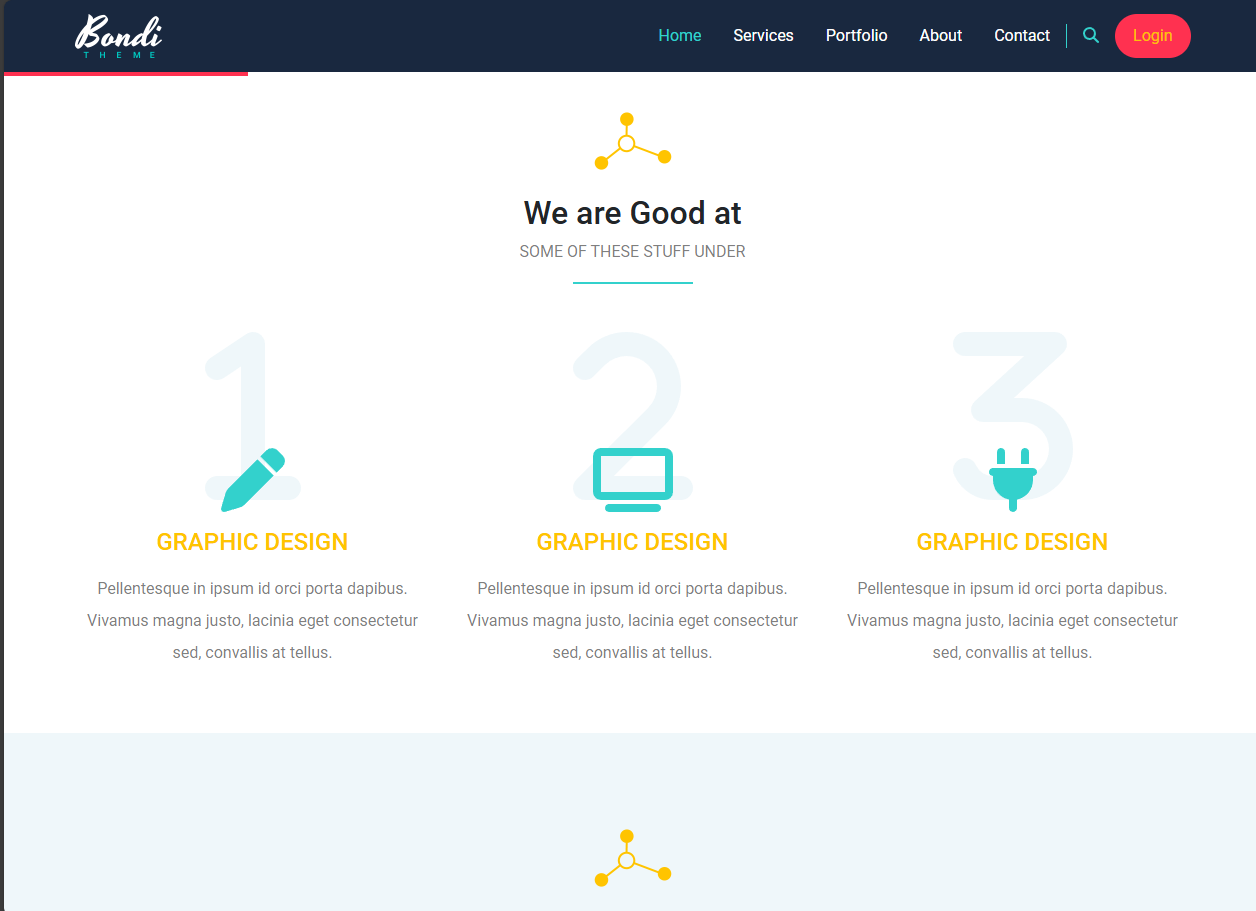 Bondi
THEME
Home Services Portfolio About Contact Login
We are Good at
SOME OF THESE STUFF UNDER
1 2 3
GRAPHIC DESIGN
Pellentesque in ipsum id orci porta dapibus.
Vivamus magna justo, lacinia eget consectetur
sed, convallis at tellus.
GRAPHIC DESIGN
Pellentesque in ipsum id orci porta dapibus.
Vivamus magna justo, lacinia eget consectetur
sed, convallis at tellus.
GRAPHIC DESIGN
Pellentesque in ipsum id orci porta dapibus.
Vivamus magna justo, lacinia eget consectetur
sed, convallis at tellus.